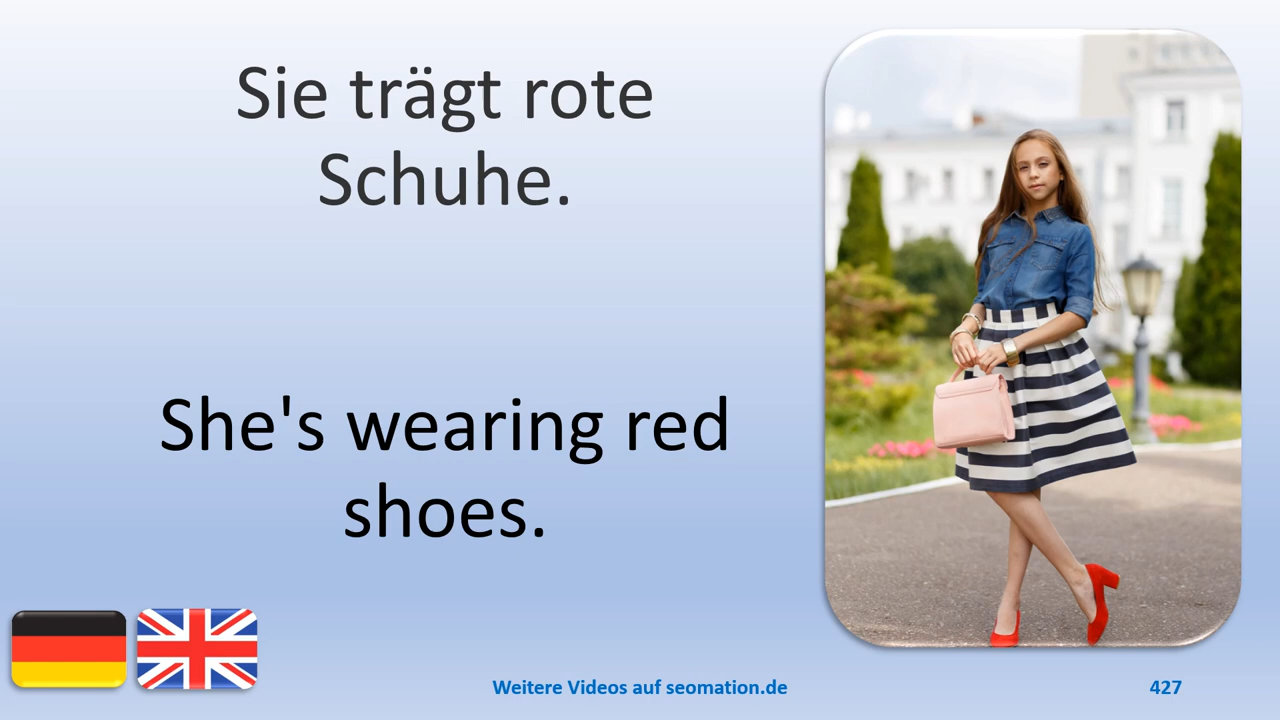 Sie trägt rote
Schuhe.
She's wearing red
shoes.
Weitere Videos auf seomation.de
427